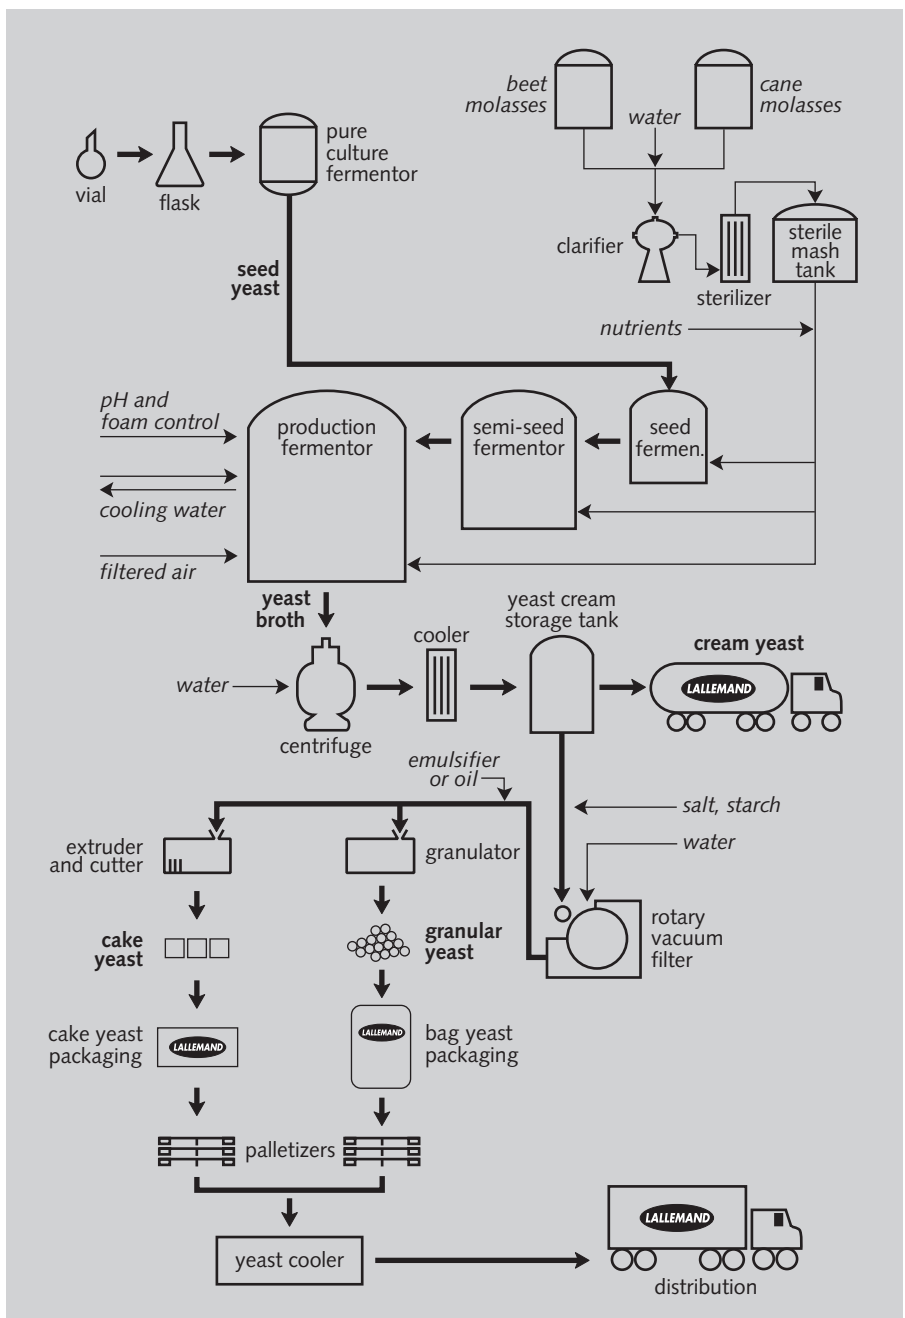 beet
molasses
cane
molasses
water
pure
culture
fermentor
vial
flask
clarifier
sterile
mash
tank
sterilizer
seed
yeast
nutrients
pH and
foam control
production
fermentor
semi-seed
fermentor
seed
fermen.
cooling water
filtered air
yeast
broth
yeast cream
storage tank
cooler
cream yeast
water
LALLEMAND
centrifuge
emulsifier
or oil
salt, starch
water
extruder
and cutter
granulator
rotary
vacuum
filter
cake
yeast
granular
yeast
cake yeast
packaging
LALLEMAND
LALLEMAND
bag yeast
packaging
palletizers
LALLEMAND
yeast cooler
distribution